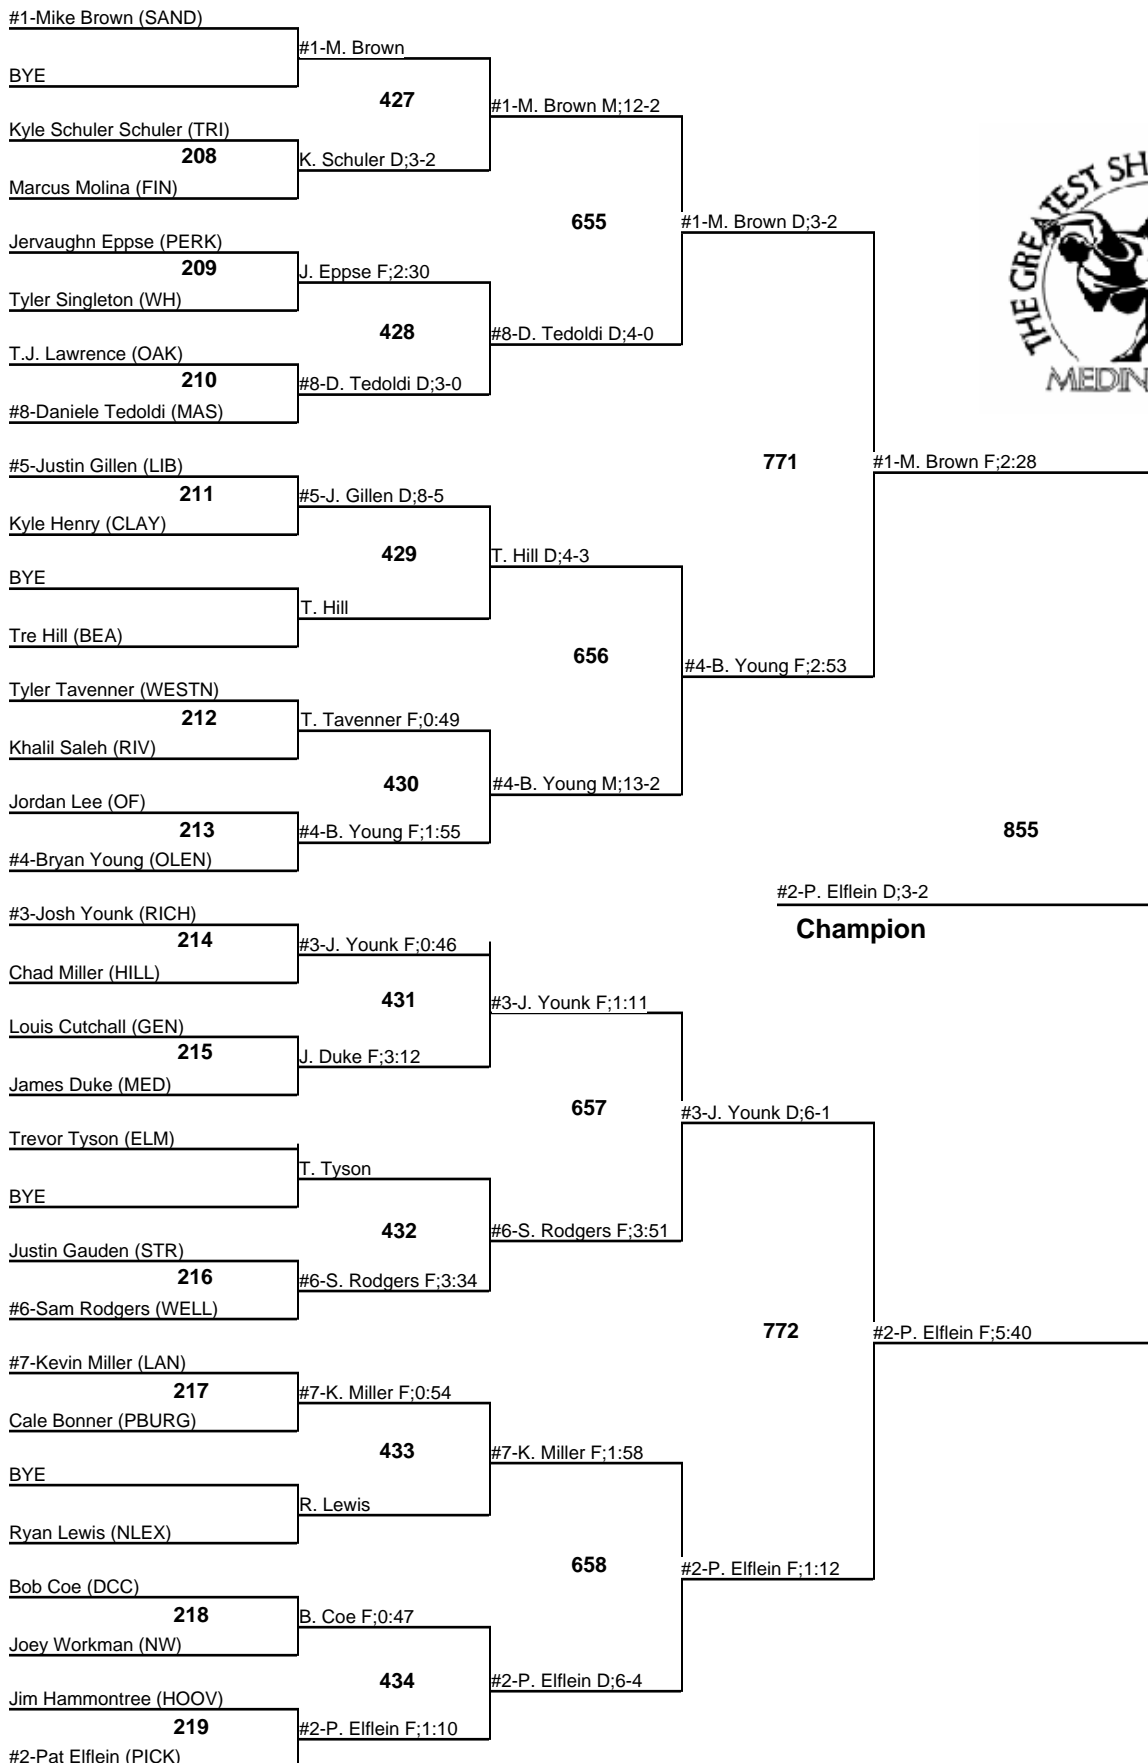 #1-Mike Brown (SAND)
#1-M. Brown
BYE
427
#1-M. Brown M;12-2
Kyle Schuler Schuler (TRI)
208
K. Schuler D;3-2
Marcus Molina (FIN)
655
#1-M. Brown D;3-2
Jervaughn Eppse (PERK)
209
J. Eppse F;2:30
Tyler Singleton (WH)
428
#8-D. Tedoldi D;4-0
T.J. Lawrence (OAK)
210
#8-D. Tedoldi D;3-0
#8-Daniele Tedoldi (MAS)
THE GREATEST SH
MEDIN
771
#1-M. Brown F;2:28
#5-Justin Gillen (LIB)
211
#5-J. Gillen D;8-5
Kyle Henry (CLAY)
429
T. Hill D;4-3
BYE
T. Hill
Tre Hill (BEA)
656
#4-B. Young F;2:53
Tyler Tavenner (WESTN)
212
T. Tavenner F;0:49
Khalil Saleh (RIV)
430
#4-B. Young M;13-2
Jordan Lee (OF)
213
#4-B. Young F;1:55
#4-Bryan Young (OLEN)
855
#2-P. Elflein D;3-2
Champion
#3-Josh Younk (RICH)
214
#3-J. Younk F;0:46
Chad Miller (HILL)
431
#3-J. Younk F;1:11
Louis Cutchall (GEN)
215
J. Duke F;3:12
James Duke (MED)
657
#3-J. Younk D;6-1
Trevor Tyson (ELM)
T. Tyson
BYE
432
#6-S. Rodgers F;3:51
Justin Gauden (STR)
216
#6-S. Rodgers F;3:34
#6-Sam Rodgers (WELL)
772
#2-P. Elflein F;5:40
#7-Kevin Miller (LAN)
217
#7-K. Miller F;0:54
Cale Bonner (PBURG)
433
#7-K. Miller F;1:58
BYE
R. Lewis
Ryan Lewis (NLEX)
658
#2-P. Elflein F;1:12
Bob Coe (DCC)
218
B. Coe F;0:47
Joey Workman (NW)
434
#2-P. Elflein D;6-4
Jim Hammontree (HOOV)
219
#2-P. Elflein F;1:10
#2-Pat Elflein (PICK)